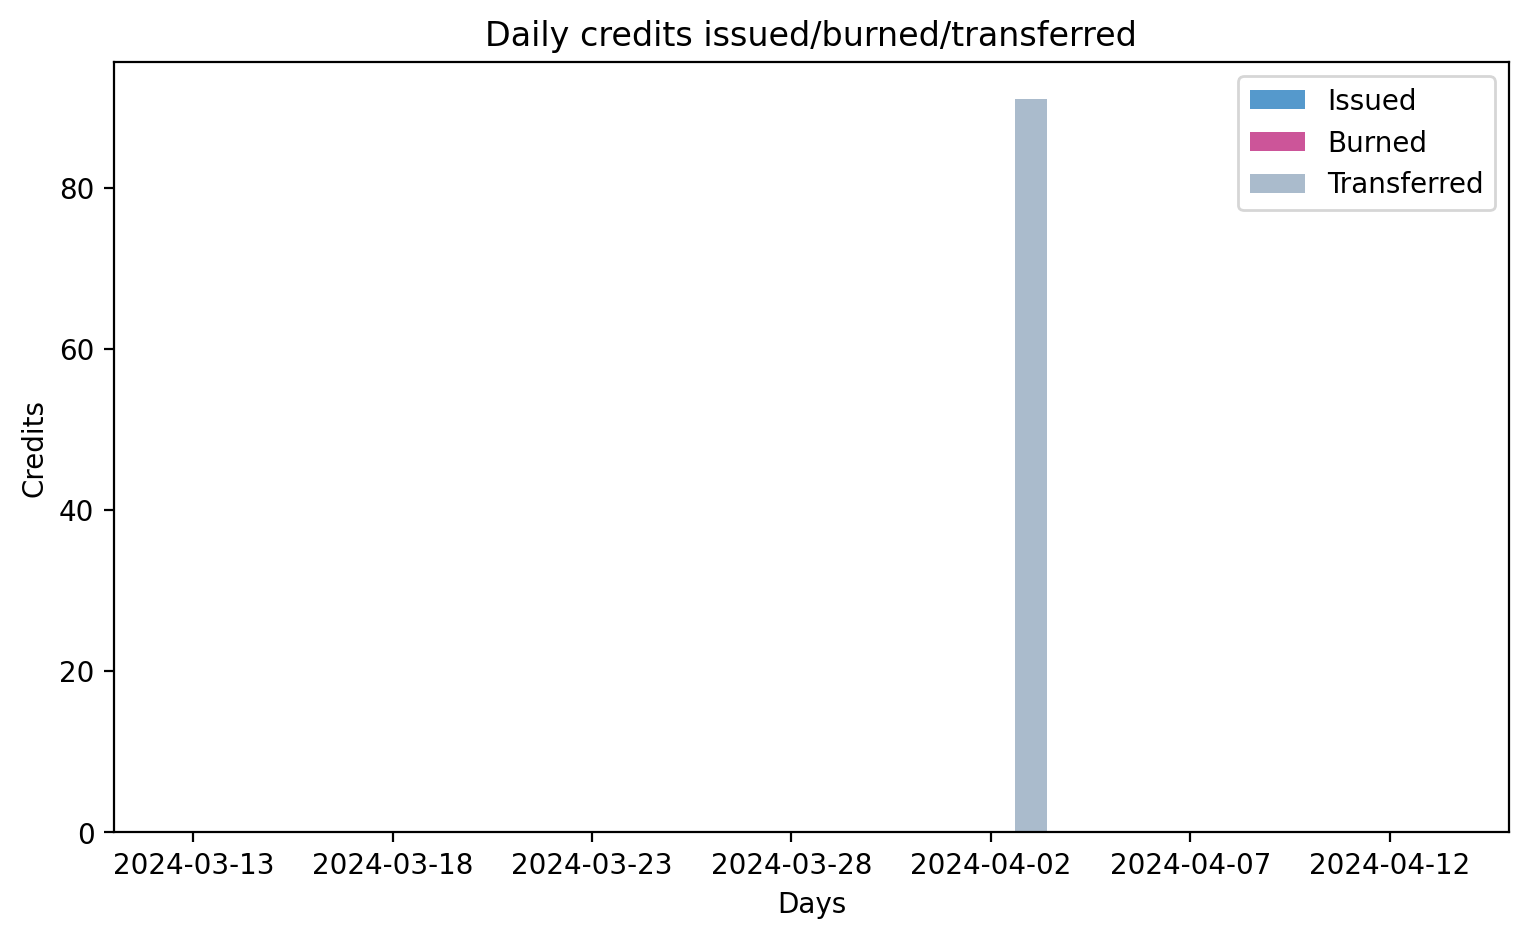 Daily credits issued/burned/transferred
Issued
Burned
Transferred
80
60
40
20
0
Credits
2024-03-13 2024-03-18 2024-03-23 2024-03-28 2024-04-02 2024-04-07 2024-04-12
Days